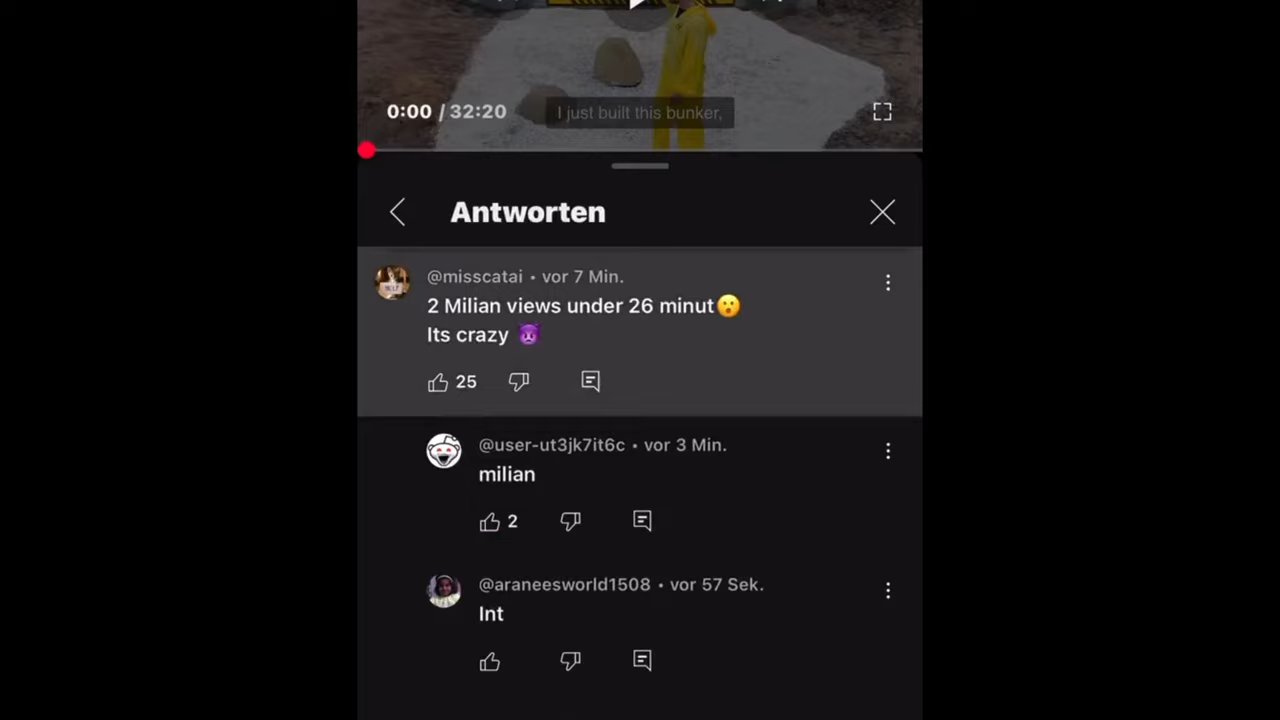 0:00 / 32:20
I just built this bunker,
Antworten
@misscatai • vor 7 Min.
2 Milian views under 26 minut😮
Its crazy 👿
25
@user-ut3jk7it6c • vor 3 Min.
milian
2
@araneesworld1508 • vor 57 Sek.
Int